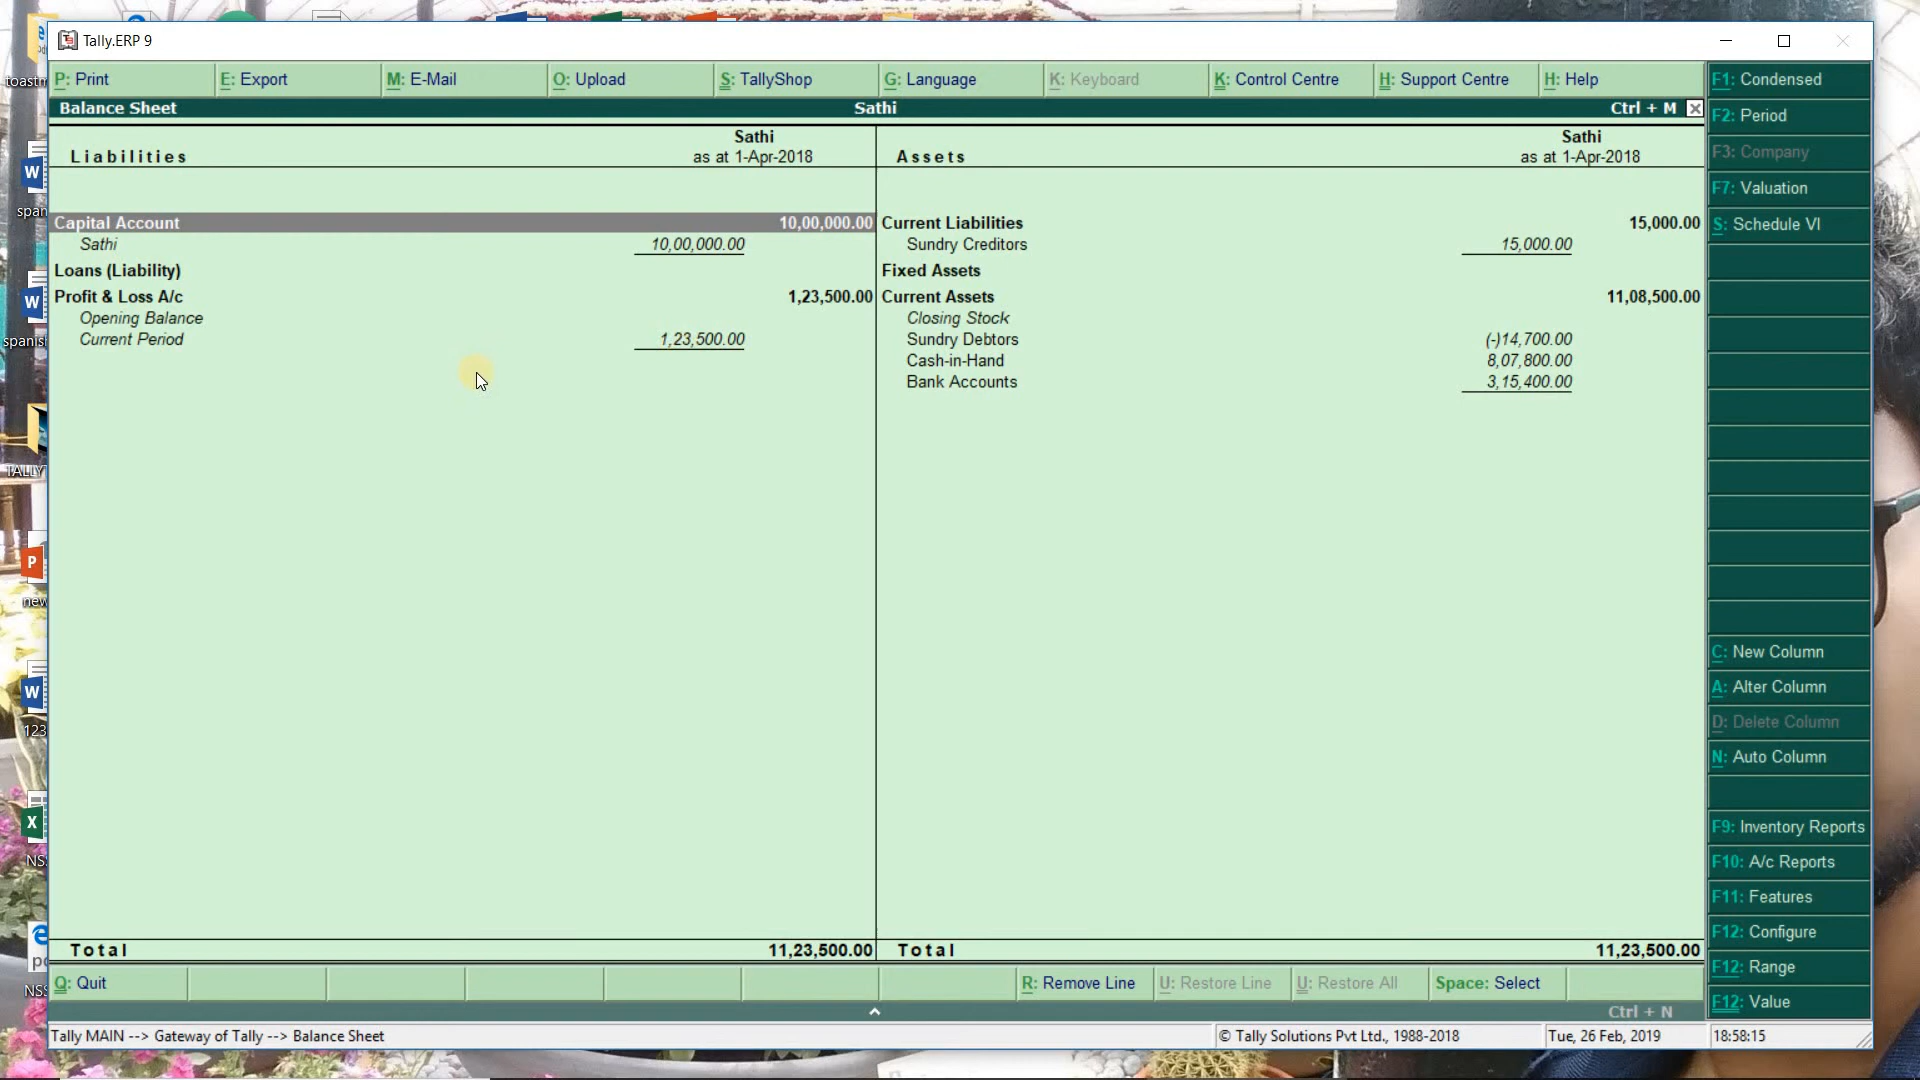 Tally.ERP 9
P: Print E: Export M: E-Mail O: Upload S: TallyShop G: Language K: Keyboard K: Control Centre H: Support Centre H: Help
Balance Sheet Sathi Ctrl + M
Sathi Sathi
Liabilities as at 1-Apr-2018 Assets as at 1-Apr-2018
Capital Account 10,00,000.00 Current Liabilities 15,000.00
Sathi 10,00,000.00 Sundry Creditors 15,000.00
Loans (Liability) Fixed Assets
Profit & Loss A/c 1,23,500.00 Current Assets 11,08,500.00
Opening Balance Closing Stock
Current Period 1,23,500.00 Sundry Debtors (-)14,700.00
Cash-in-Hand 8,07,800.00
Bank Accounts 3,15,400.00
Total 11,23,500.00 Total 11,23,500.00
Q: Quit R: Remove Line U: Restore Line U: Restore All Space: Select
Ctrl + N
Tally MAIN --> Gateway of Tally --> Balance Sheet © Tally Solutions Pvt Ltd., 1988-2018 Tue, 26 Feb, 2019 18:58:15
F1: Condensed
F2: Period
F3: Company
F7: Valuation
S: Schedule VI
C: New Column
A: Alter Column
D: Delete Column
N: Auto Column
F9: Inventory Reports
F10: A/c Reports
F11: Features
F12: Configure
F12: Range
F12: Value
toastm
span
spanis
TALLY
new
123
NS
NSS